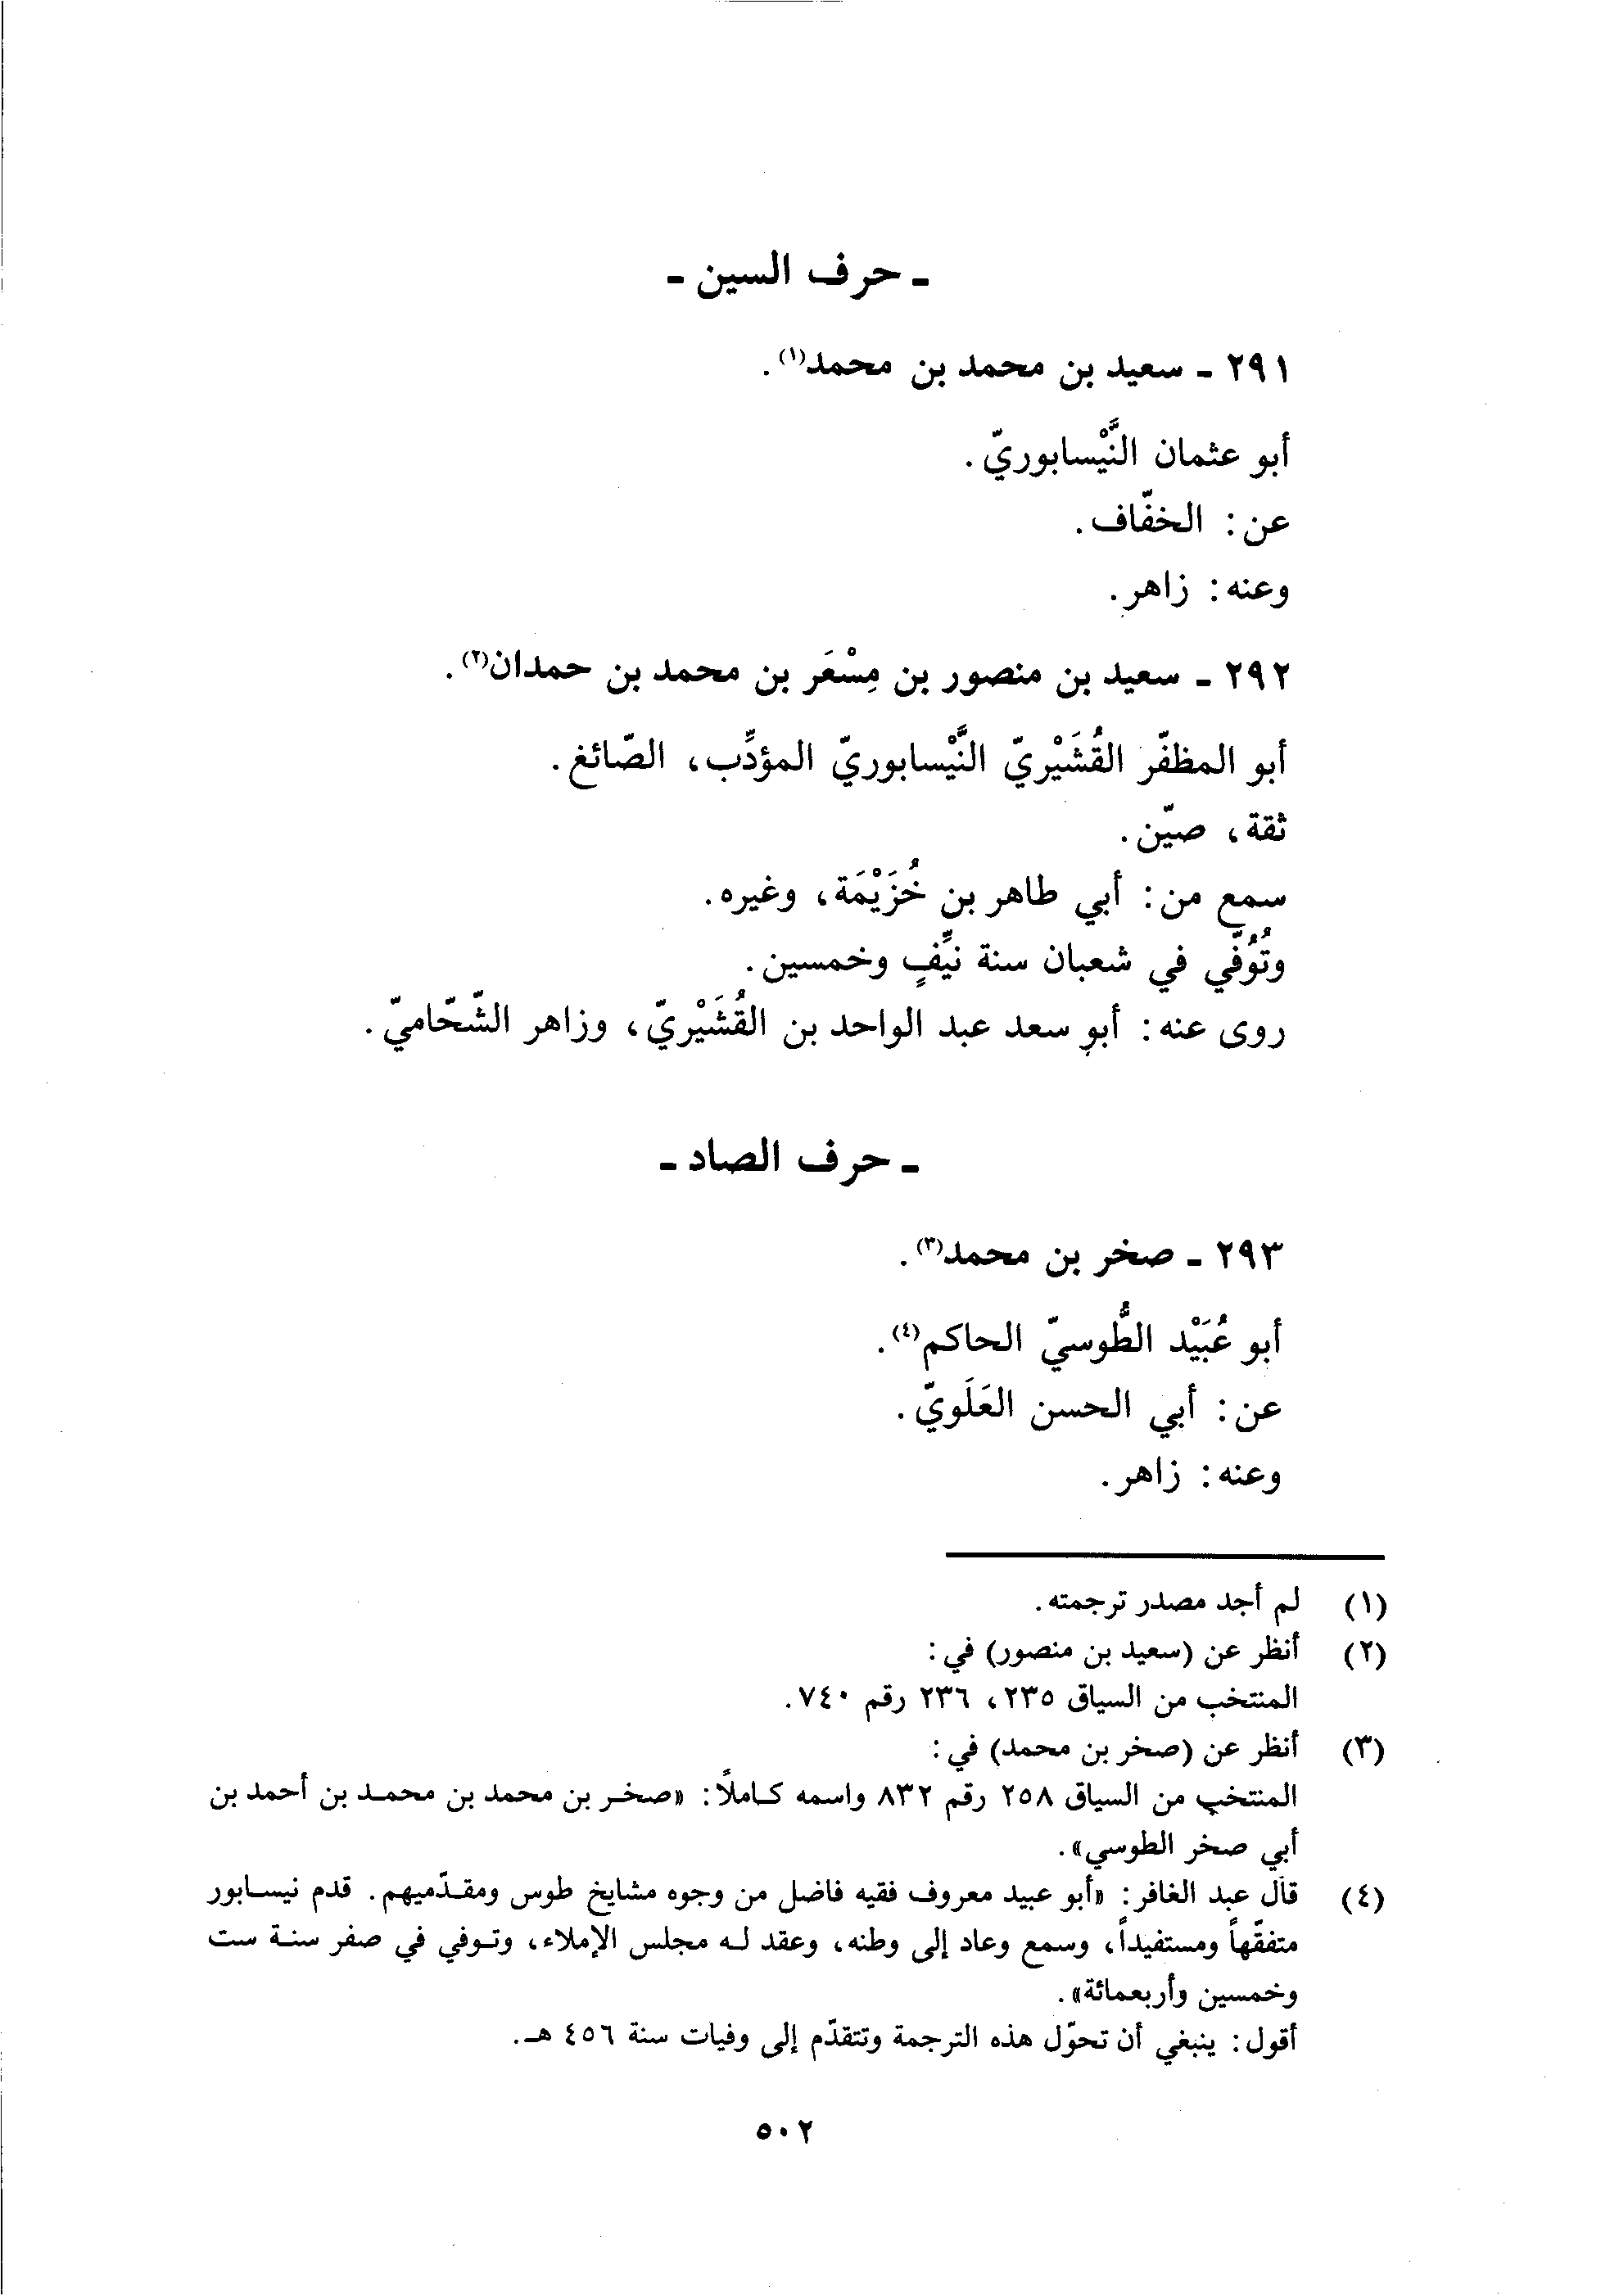 ـ حرف السين ـ
٢٩١ ـ سعيد بن محمد بن محمد(١).
أبو عثمان النَّيْسابوريّ.
عن: الخفّاف.
وعنه: زاهر.
٢٩٢ ـ سعيد بن منصور بن مِسْعَر بن محمد بن حمدان(٢).
أبو المظفّر القُشَيْريّ النَّيْسابوريّ المؤدِّب، الصّائغ.
ثقة، صيّن.
سمع من: أبي طاهر بن خُزَيْمَة، وغيره.
وتُوُفّي في شعبان سنة نيِّفٍ وخمسين.
روى عنه: أبو سعد عبد الواحد بن القُشَيْريّ، وزاهر الشّحّاميّ.
ـ حرف الصاد ـ
٢٩٣ ـ صخر بن محمد(٣).
أبو عُبَيْد الطُّوسيّ الحاكم(٤).
عن: أبي الحسن العَلَويّ.
وعنه: زاهر.
(١) لم أجد مصدر ترجمته.
(٢) أنظر عن (سعيد بن منصور) في:
المنتخب من السياق ٢٣٥، ٢٣٦ رقم ٧٤٠.
(٣) أنظر عن (صخر بن محمد) في:
المنتخب من السياق ٢٥٨ رقم ٨٣٢ واسمه كاملاً: «صخر بن محمد بن محمد بن أحمد بن
أبي صخر الطوسي».
(٤) قال عبد الغافر: «أبو عبيد معروف فقيه فاضل من وجوه مشايخ طوس ومقدّميهم. قدم نيسابور
متفقّهاً ومستفيداً، وسمع وعاد إلى وطنه، وعقد له مجلس الإملاء، وتوفي في صفر سنة ست
وخمسين وأربعمائة».
أقول: ينبغي أن تحوّل هذه الترجمة وتتقدّم إلى وفيات سنة ٤٥٦ هـ.
٥٠٢